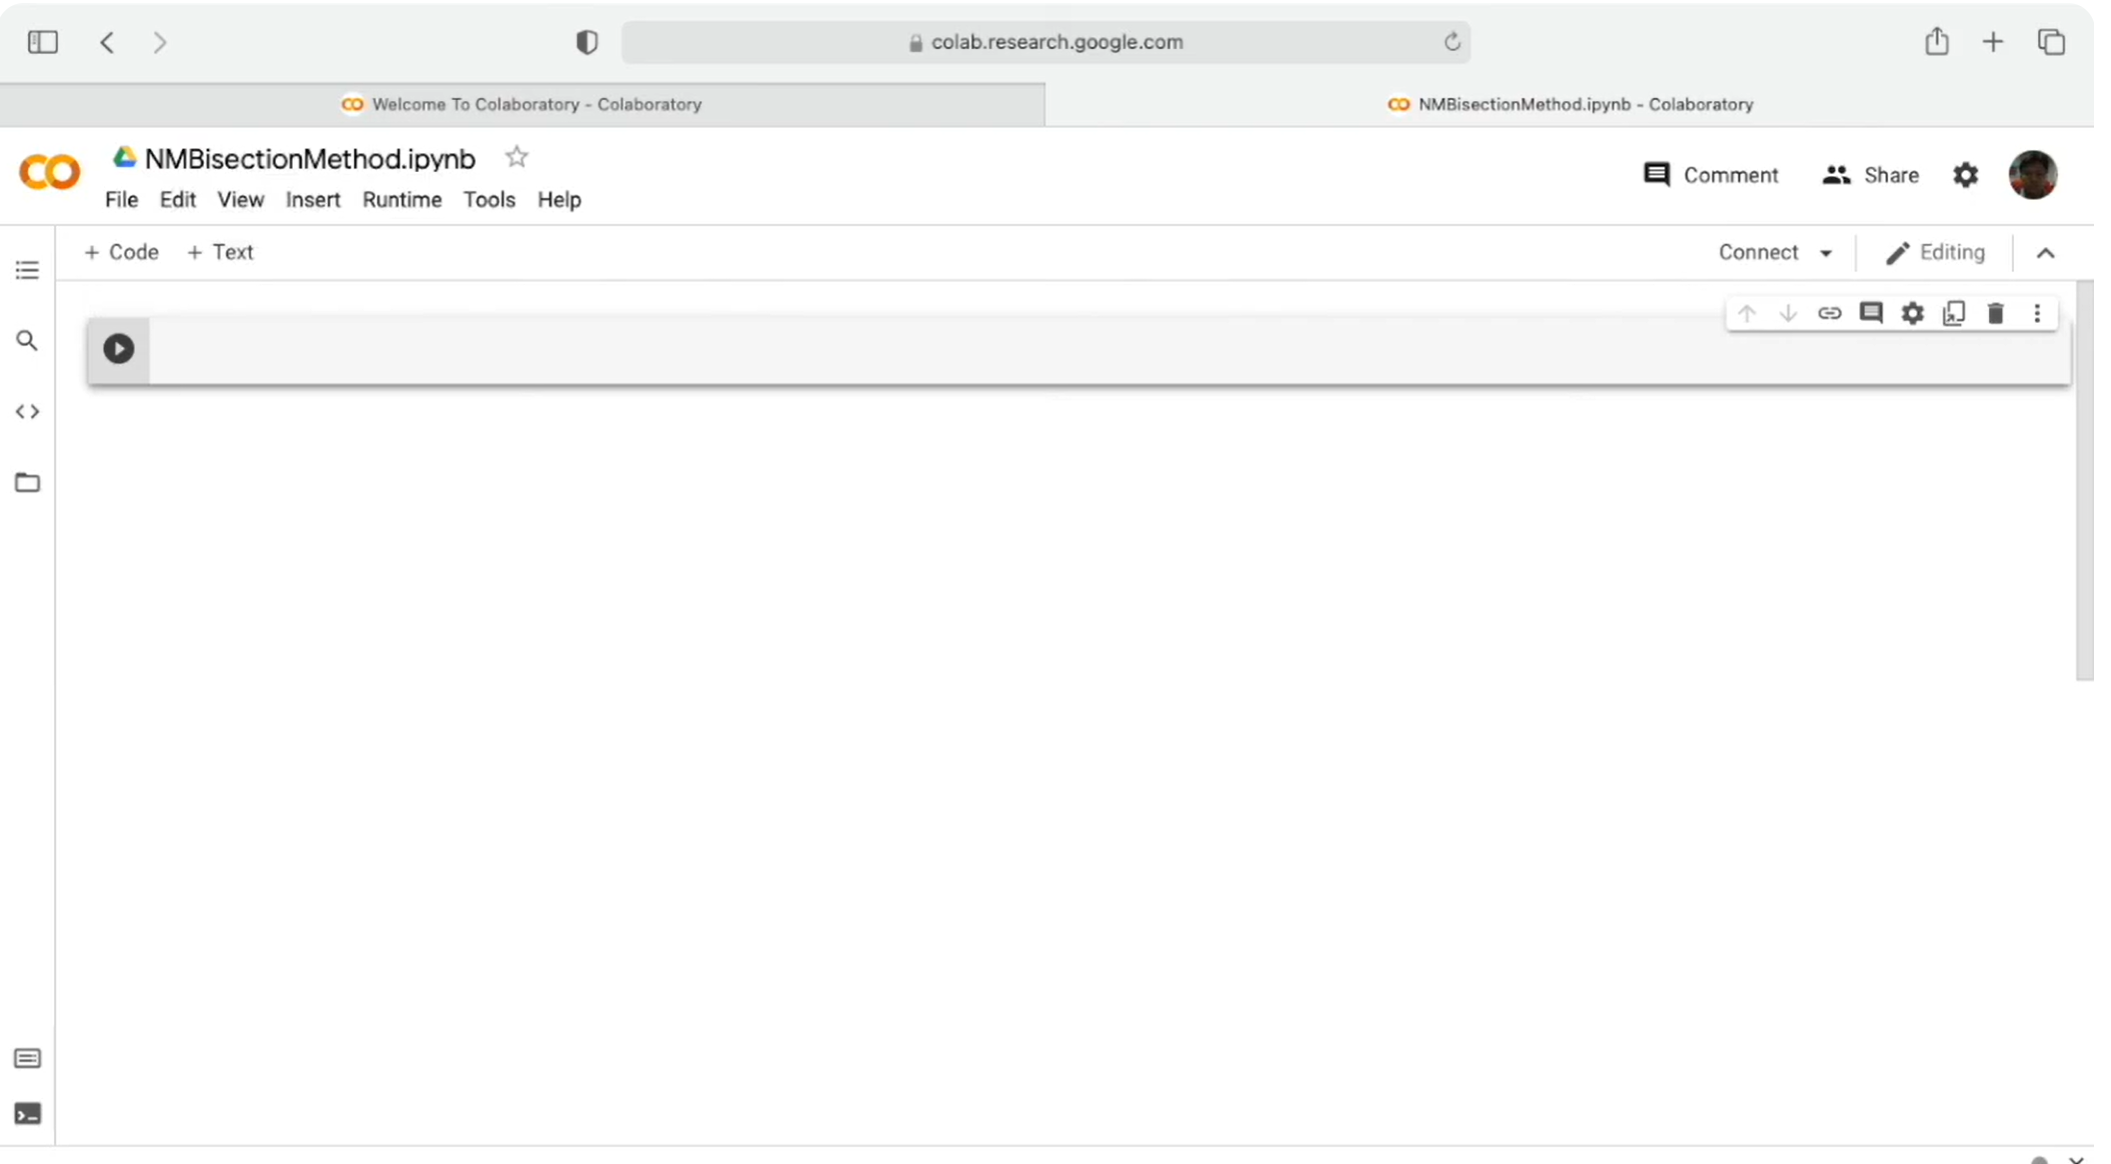 colab.research.google.com
Welcome To Colaboratory - Colaboratory
NMBisectionMethod.ipynb - Colaboratory
NMBisectionMethod.ipynb
Comment
Share
File Edit View Insert Runtime Tools Help
+ Code + Text
Connect
Editing